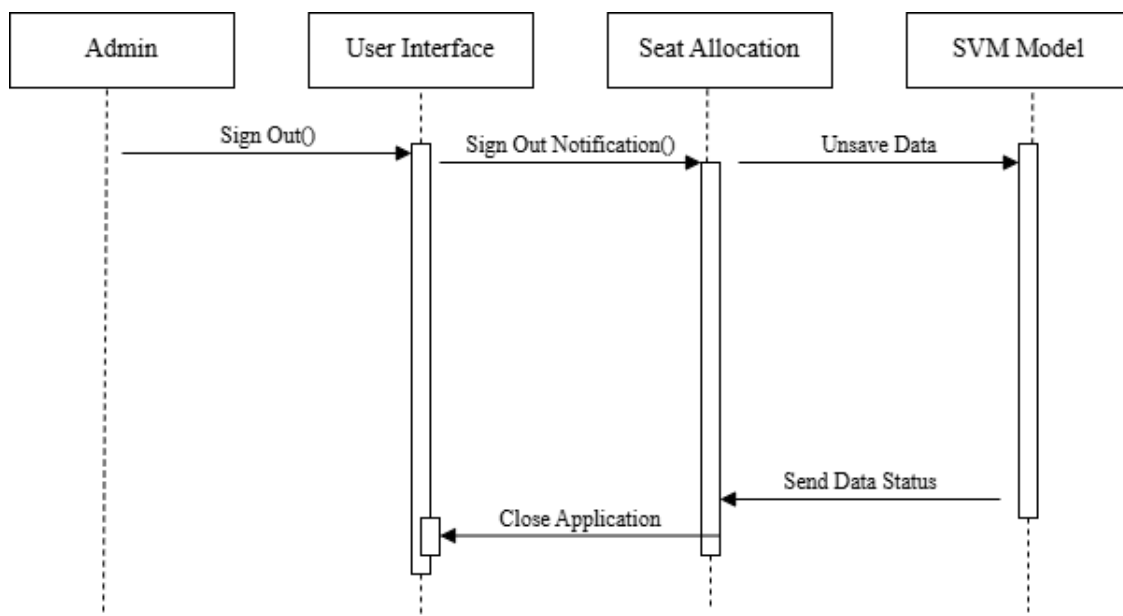 Admin
User Interface
Seat Allocation
SVM Model
Sign Out()
Sign Out Notification()
Unsave Data
Send Data Status
Close Application